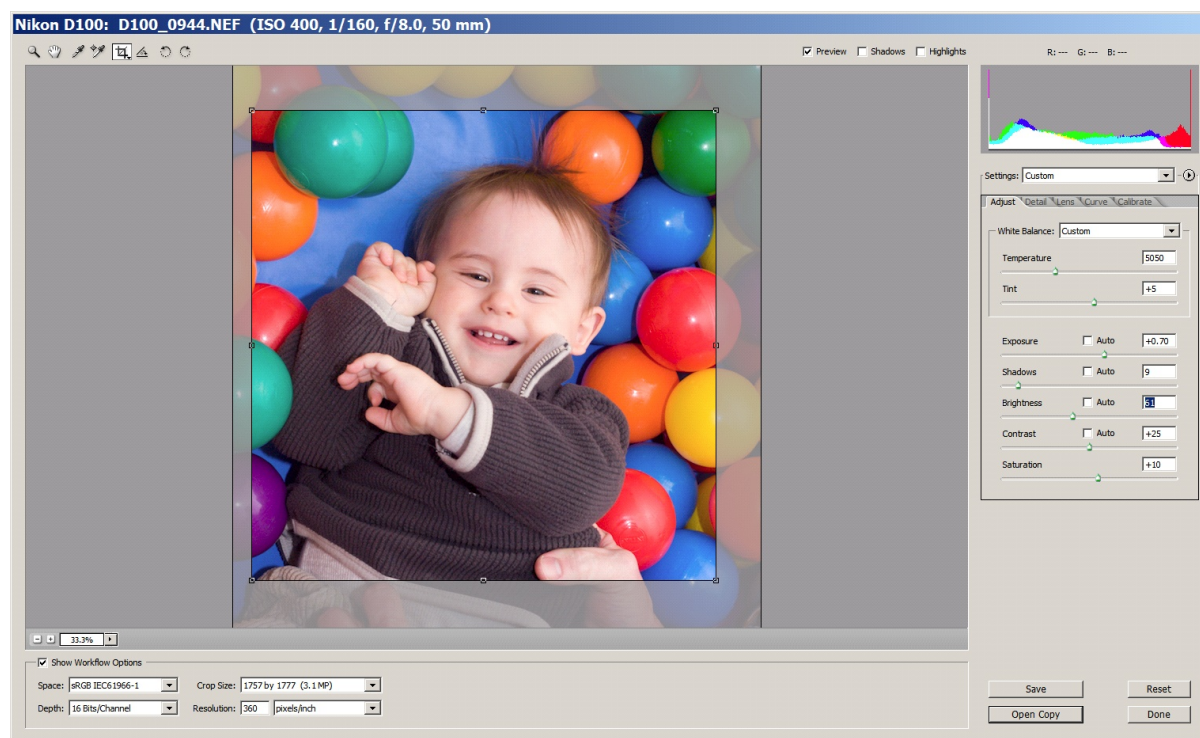 Nikon D100: D100_0944.NEF (ISO 400, 1/160, f/8.0, 50 mm)
Preview Shadows Highlights R: --- G: --- B: ---
Settings: Custom
Adjust Detail Lens Curve Calibrate
White Balance: Custom
Temperature 5050
Tint +5
Exposure Auto +0.70
Shadows Auto 9
Brightness Auto 61
Contrast Auto +25
Saturation +10
33.3%
Show Workflow Options
Space: sRGB IEC61966-1 Crop Size: 1757 by 1777 (3.1 MP)
Depth: 16 Bits/Channel Resolution: 360 pixels/inch
Save Reset
Open Copy Done